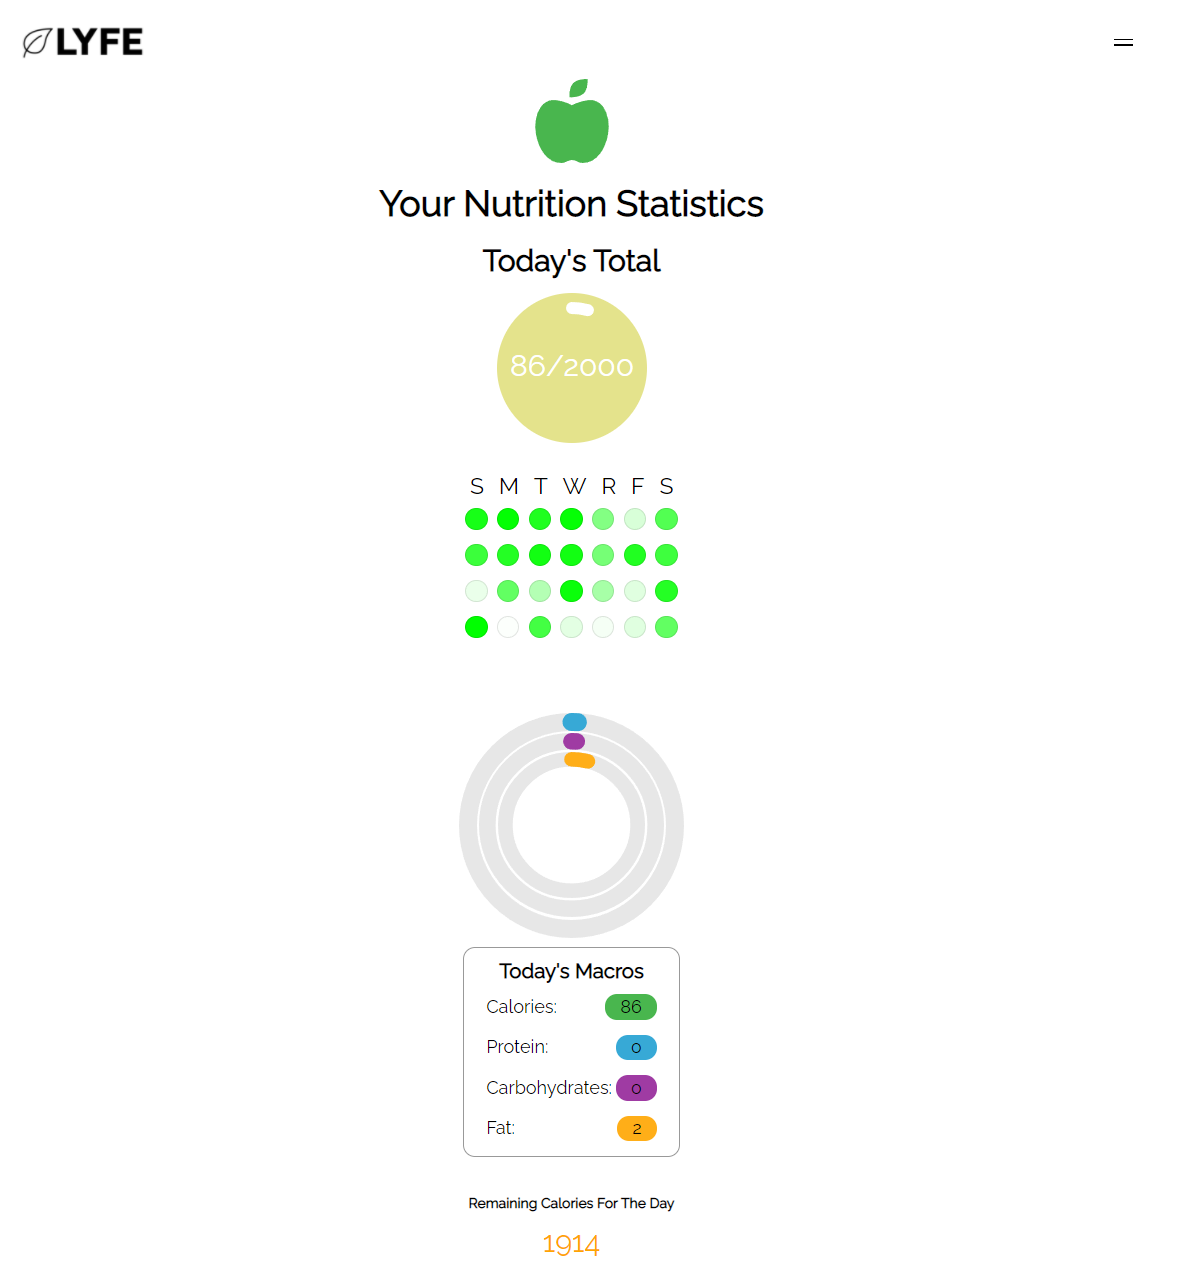 LYFE
Your Nutrition Statistics
Today's Total
86/2000
S M T W R F S
Today's Macros
Calories: 86
Protein: 0
Carbohydrates: 0
Fat: 2
Remaining Calories For The Day
1914